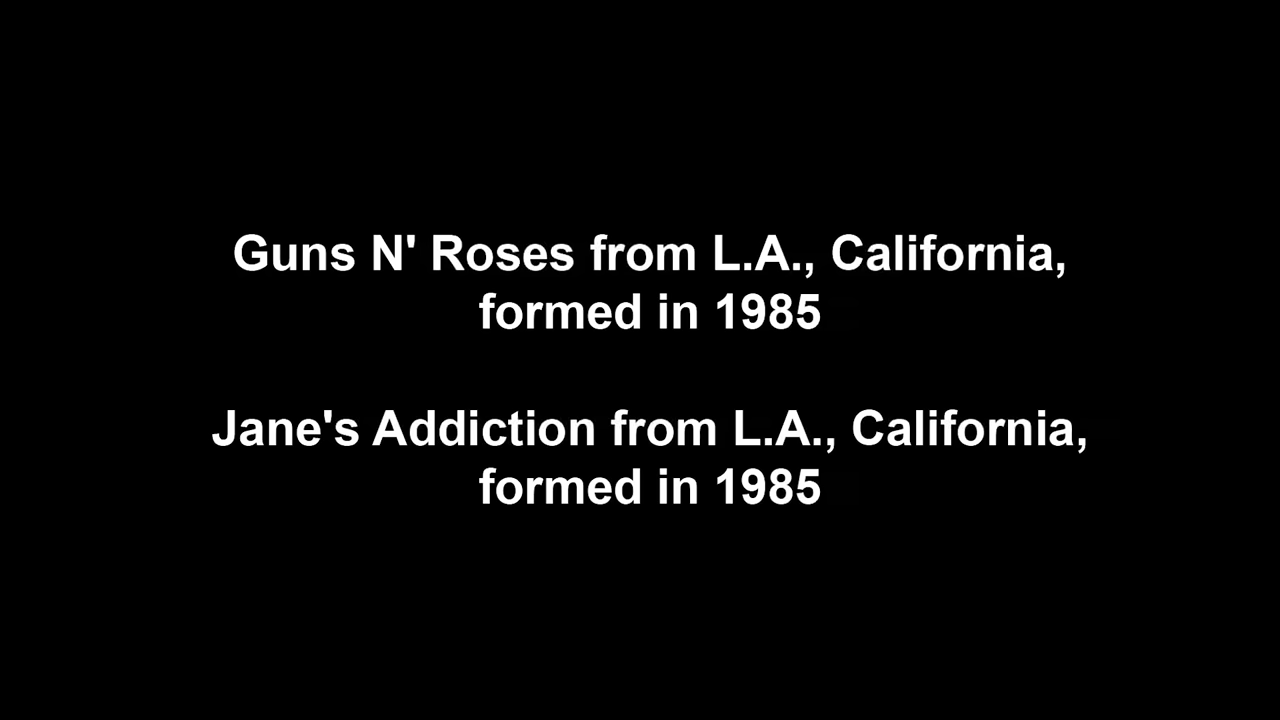 Guns N' Roses from L.A., California,
formed in 1985
Jane's Addiction from L.A., California,
formed in 1985